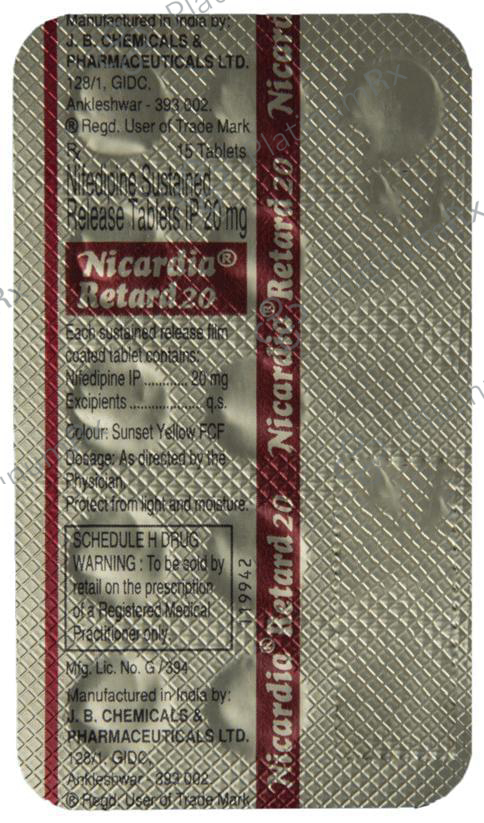 Manufactured in India by:
J. B. CHEMICALS &
PHARMACEUTICALS LTD.
128/1, GIDC,
Ankleshwar - 393 002.
® Regd. User of Trade Mark
Rx 15 Tablets
Nifedipine Sustained
Release Tablets IP 20 mg
Nicardia®
Retard 20
Each sustained release film
coated tablet contains:
Nifedipine IP ............ 20 mg
Excipients ................... q.s.
Colour: Sunset Yellow FCF
Dosage: As directed by the
Physician.
Protect from light and moisture.
SCHEDULE H DRUG
WARNING : To be sold by
retail on the prescription
of a Registered Medical
Practitioner only.
119942
Mfg. Lic. No. G / 394
Manufactured in India by:
J. B. CHEMICALS &
PHARMACEUTICALS LTD.
128/1, GIDC,
Ankleshwar - 393 002.
® Regd. User of Trade Mark
Nicardia® Retard 20 Nicardia® Retard 20 Nicardi